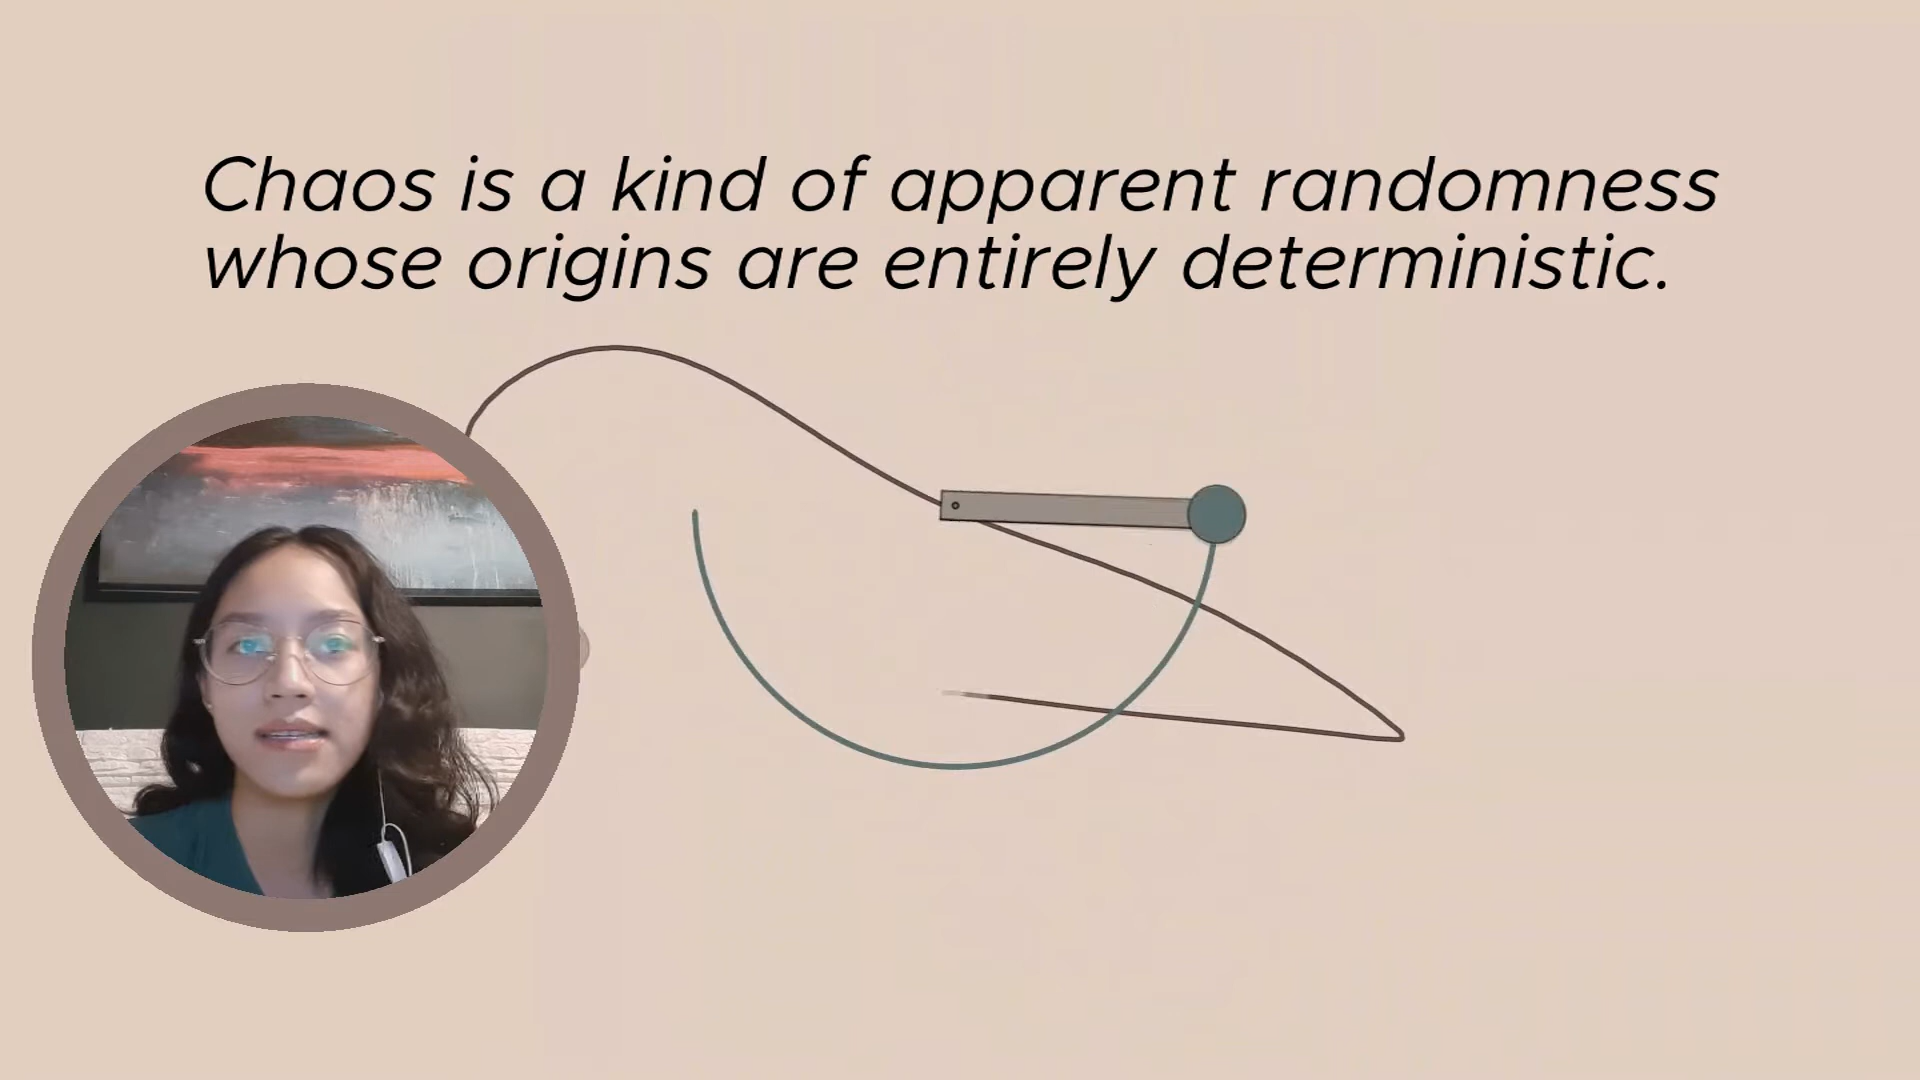 Chaos is a kind of apparent randomness
whose origins are entirely deterministic.